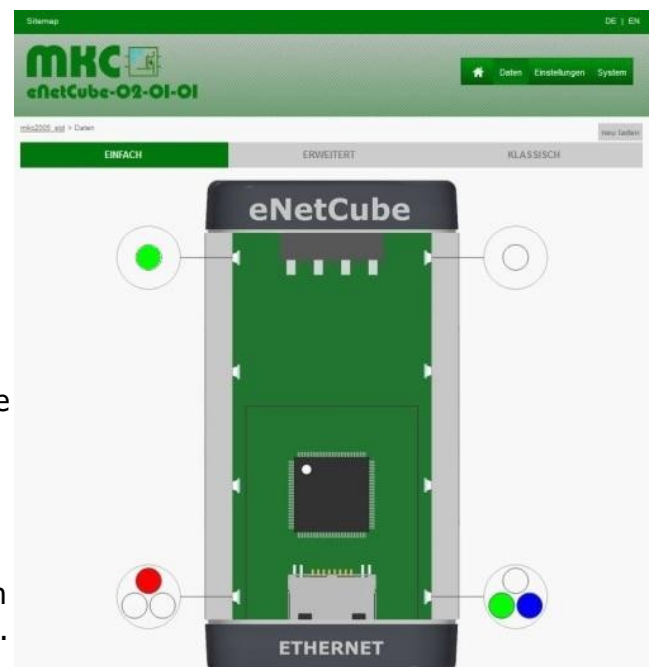 Sitemap
DE | EN
MKC
eNetCube-02-01-01
Daten Einstellungen System
mkc2005_std > Daten
neu laden
EINFACH ERWEITERT KLASSISCH
eNetCube
e
n
.
ETHERNET